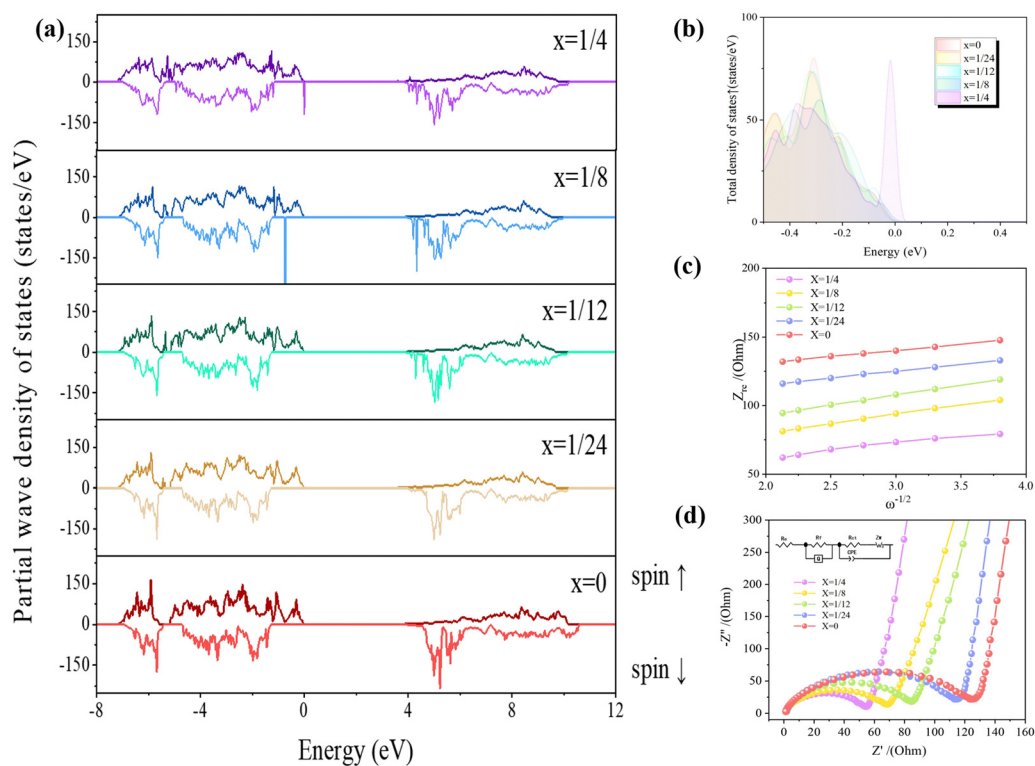 (a)
Partial wave density of states (states/eV)
150
0
-150
x=1/4
150
0
-150
x=1/8
150
0
-150
x=1/12
150
0
-150
x=1/24
150
0
-150
x=0
-8 -4 0 4 8 12
Energy (eV)
spin ↑
spin ↓
(b)
Total density of states↑(states/eV)
100
50
0
-0.4 -0.2 0.0 0.2 0.4
Energy (eV)
x=0
x=1/24
x=1/12
x=1/8
x=1/4
(c)
Zre /(Ohm)
200
150
100
50
2.0 2.5 3.0 3.5 4.0
ω-1/2
X=1/4
X=1/8
X=1/12
X=1/24
X=0
(d)
-Z'' /(Ohm)
300
250
200
150
100
50
0
0 20 40 60 80 100 120 140 160
Z' /(Ohm)
Rf
Rct
CPE
X=1/4
X=1/8
X=1/12
X=1/24
X=0